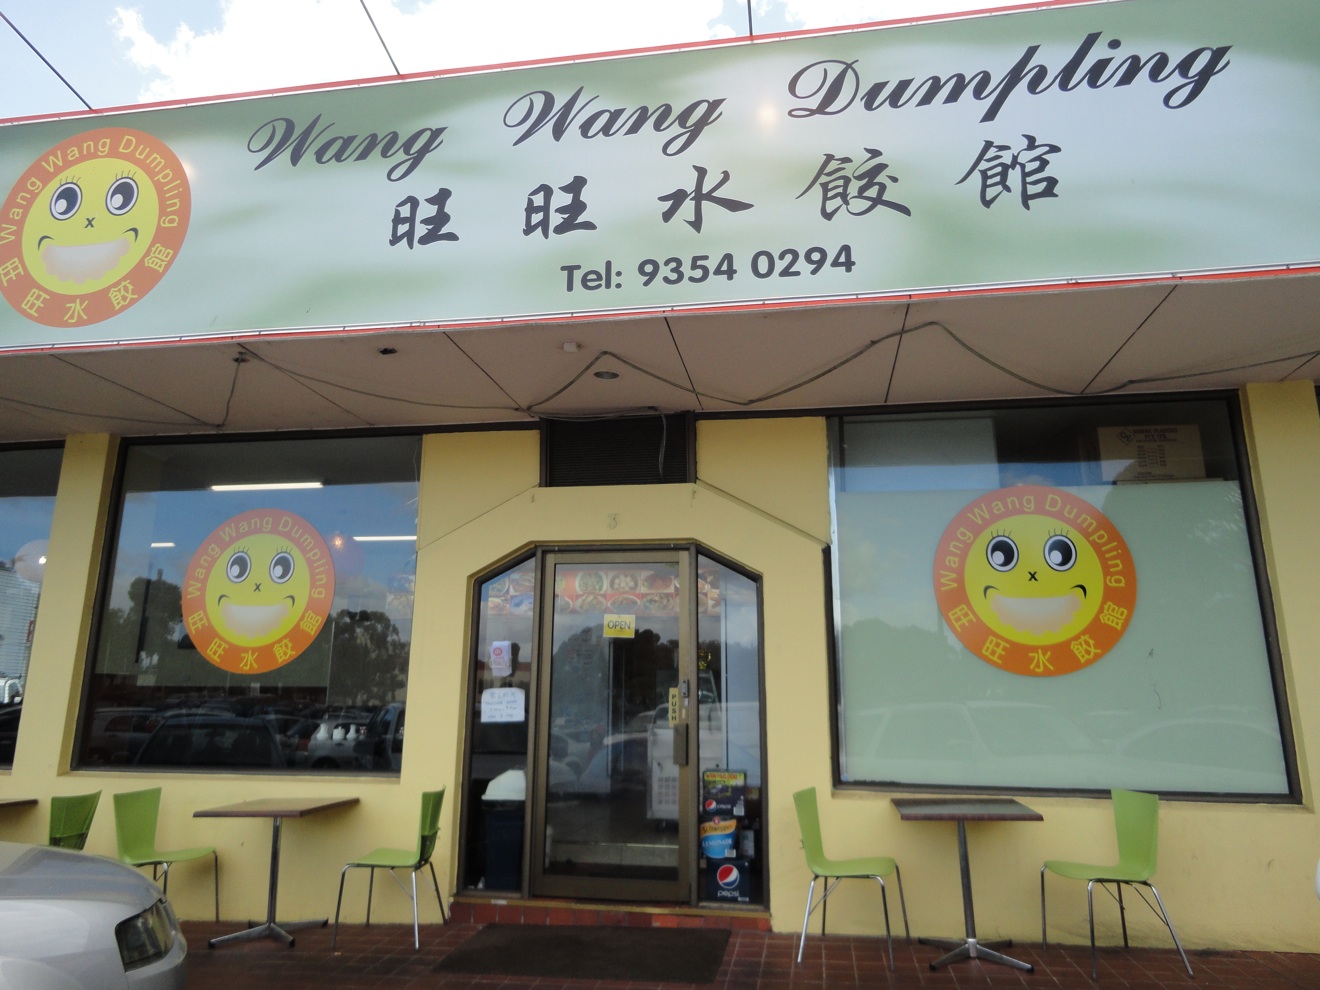 Wang Wang Dumpling
旺 旺 水 餃 館
Tel: 9354 0294
Wang Wang Dumpling
旺 旺 水 餃 館
Wang Wang Dumpling
旺 旺 水 餃 館
Wang Wang Dumpling
旺 旺 水 餃 館
3
OPEN
PUSH
pepsi
pepsi